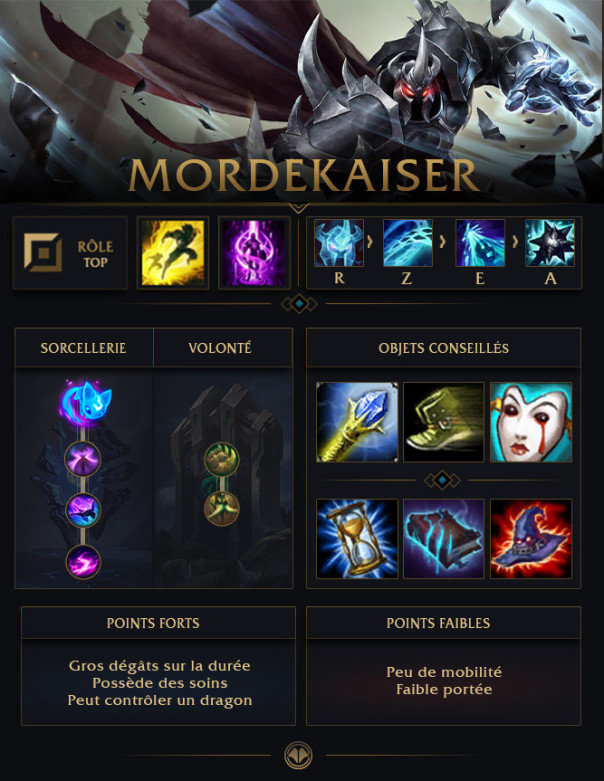 MORDEKAISER
RÔLE
TOP
R
Z
E
A
SORCELLERIE
VOLONTÉ
OBJETS CONSEILLÉS
POINTS FORTS
Gros dégâts sur la durée
Possède des soins
Peut contrôler un dragon
POINTS FAIBLES
Peu de mobilité
Faible portée